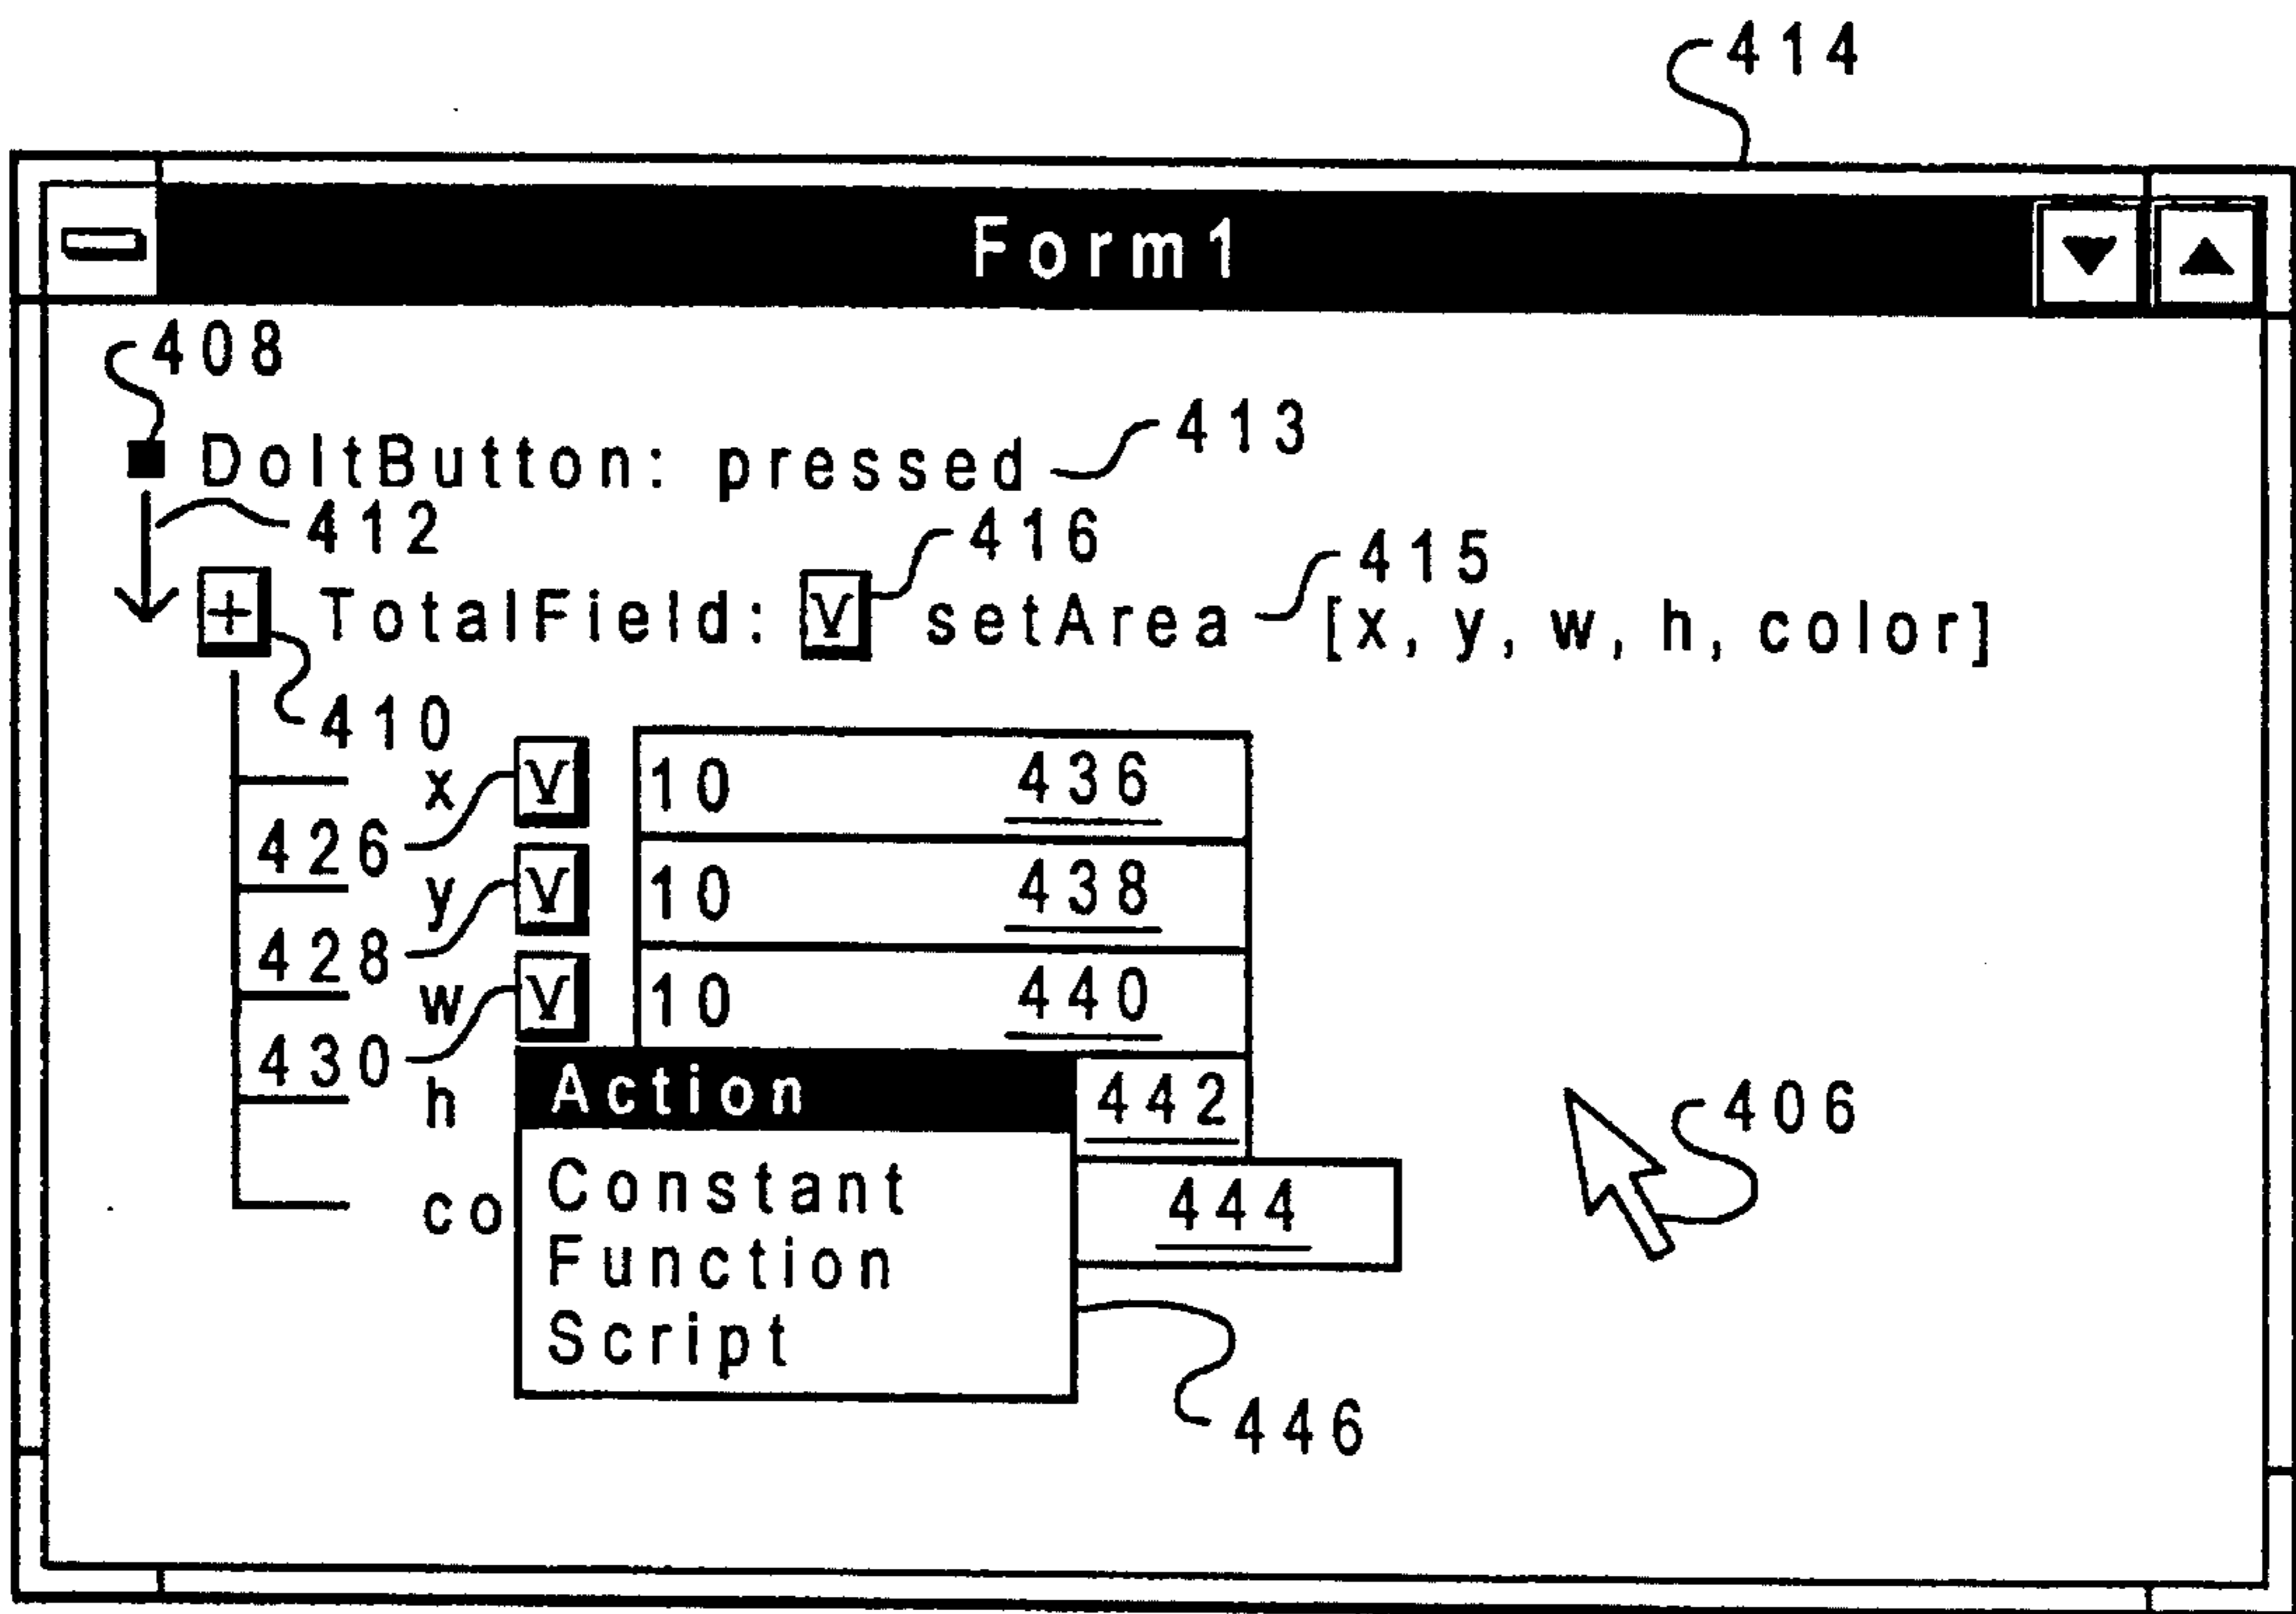 414
Form1
408
DoItButton: pressed 413
412
416
415
+ TotalField: V setArea [x, y, w, h, color]
410
x V 10 436
426
y V 10 438
428
w V 10 440
430
h Action 442
co Constant 444
Function
Script
406
446